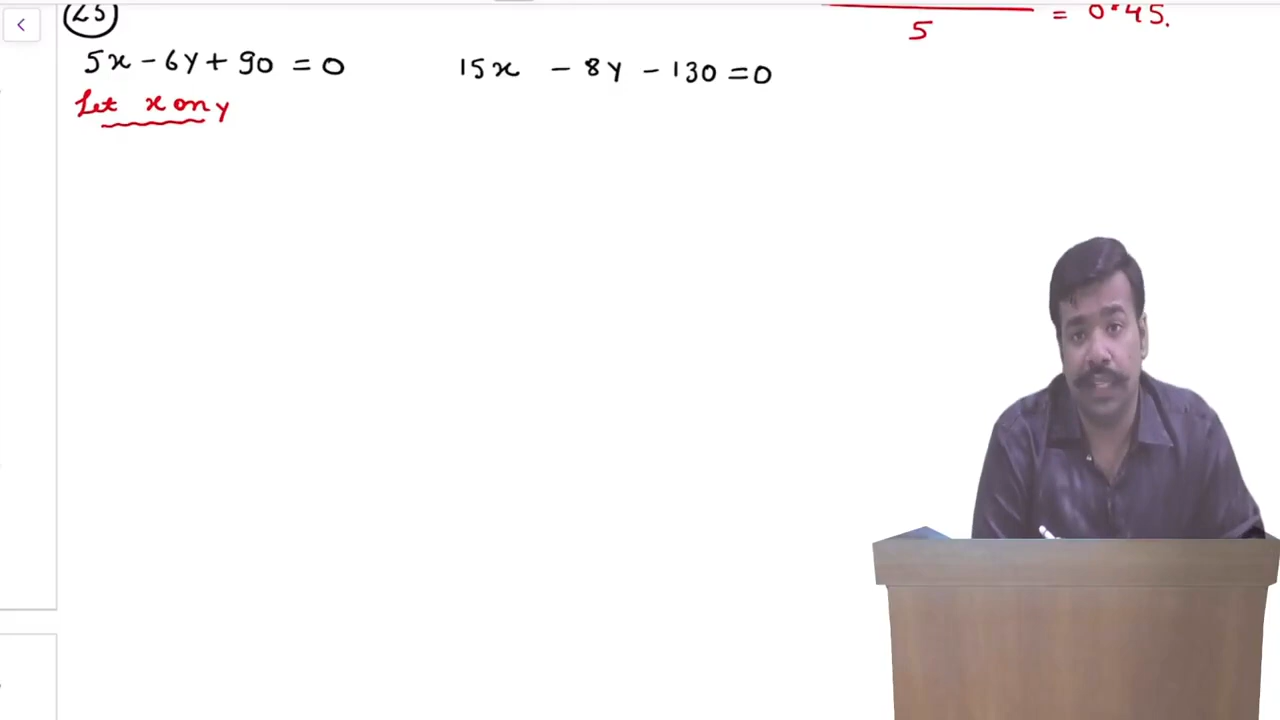 25
5x - 6y + 90 = 0
15x - 8y - 130 = 0
Let x on y
5
= 0.45.